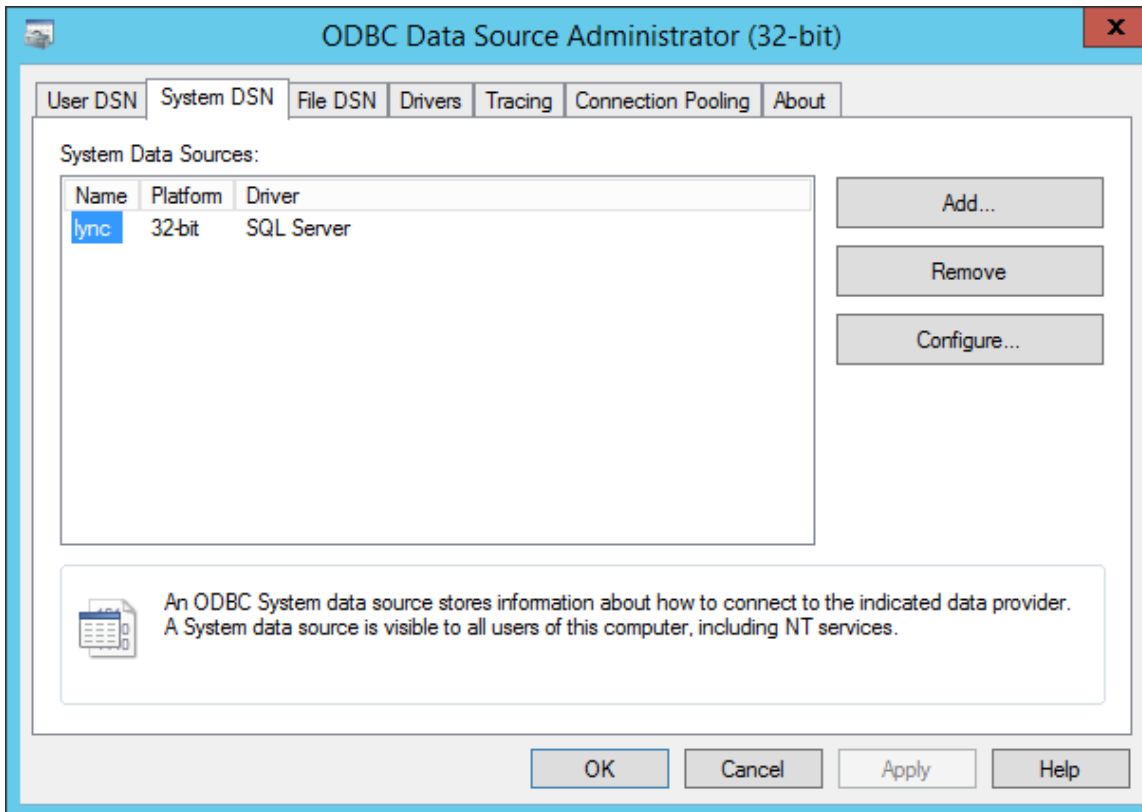 ODBC Data Source Administrator (32-bit)
x
User DSN System DSN File DSN Drivers Tracing Connection Pooling About
System Data Sources:
Name Platform Driver
lync 32-bit SQL Server
Add...
Remove
Configure...
An ODBC System data source stores information about how to connect to the indicated data provider.
A System data source is visible to all users of this computer, including NT services.
OK Cancel Apply Help